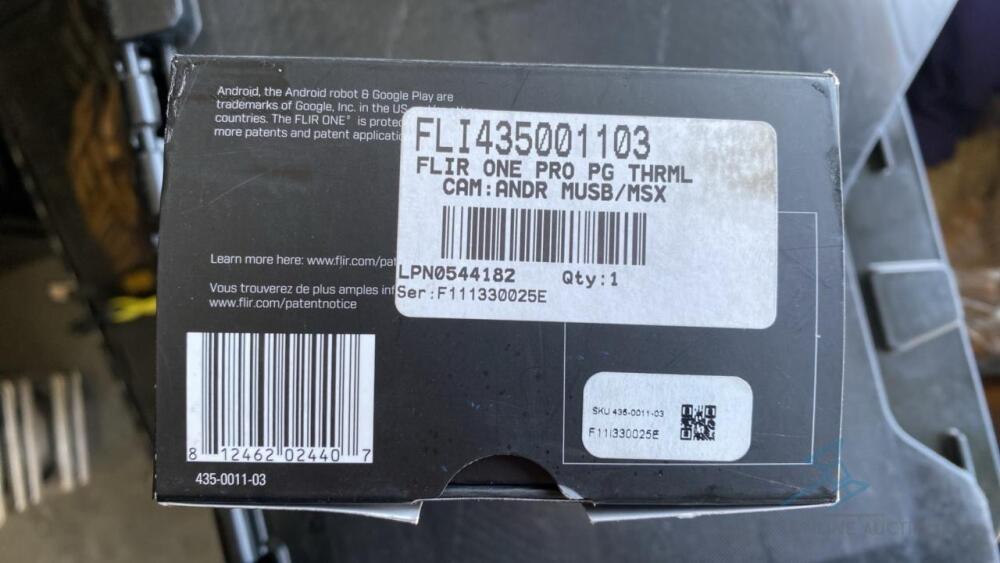 Android, the Android robot & Google Play are
trademarks of Google, Inc. in the US
countries. The FLIR ONE® is
more patents and patent
FLI435001103
FLIR ONE PRO PG THRML
CAM:ANDR MUSB/MSX
LPN0544182 Qty:1
Ser:F111330025E
Learn more here: www.flir.com/pat
Vous trouverez de plus amples inf
www.flir.com/patentnotice
8 12462 02440 7
435-0011-03
SKU 435-0011-03
F11I330025E